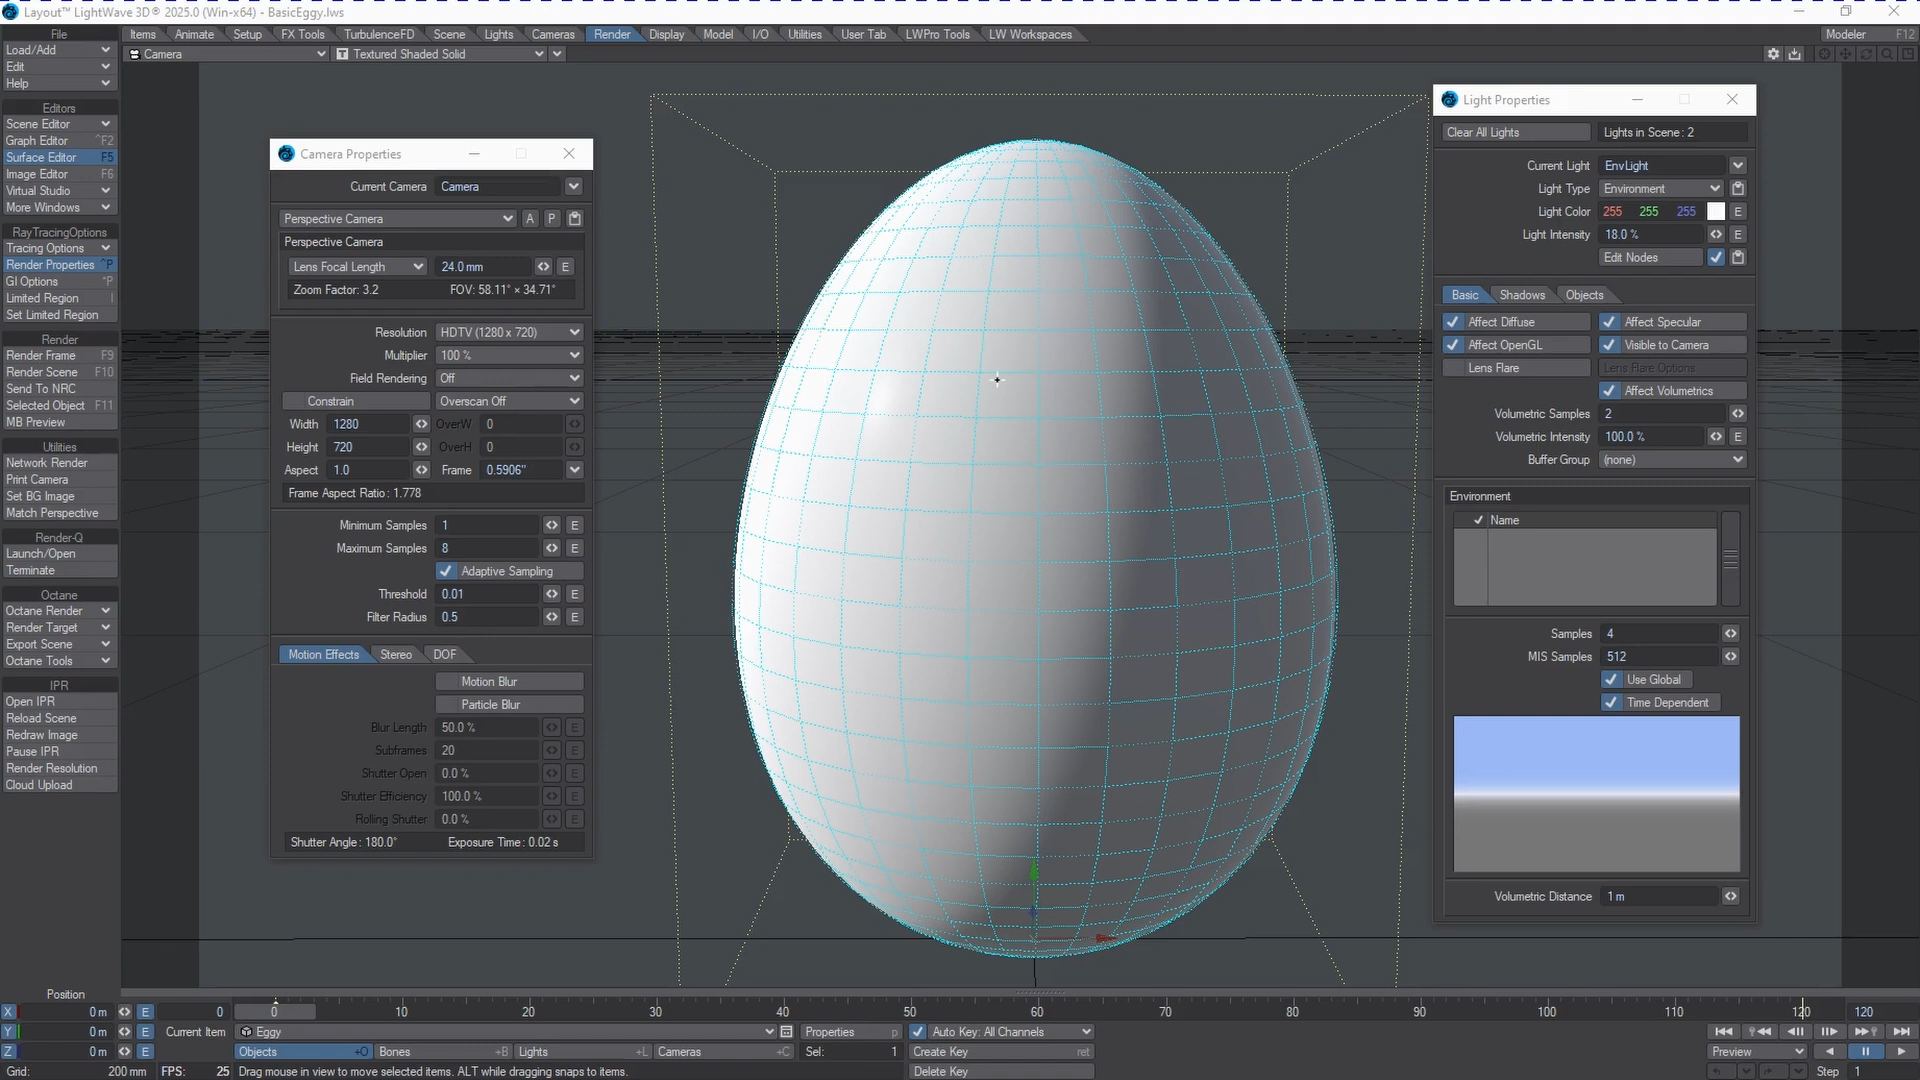 Layout™ LightWave 3D® 2025.0 (Win-x64) - BasicEggy.lws
File
Items Animate Setup FX Tools TurbulenceFD Scene Lights Cameras Render Display Model I/O Utilities User Tab LWPro Tools LW Workspaces Modeler F12
Camera Textured Shaded Solid
Load/Add
Edit
Help
Editors
Scene Editor
Graph Editor ^F2
Surface Editor F5
Image Editor F6
Virtual Studio
More Windows
RayTracingOptions
Tracing Options
Render Properties ^P
GI Options *P
Limited Region l
Set Limited Region
Render
Render Frame F9
Render Scene F10
Send To NRC
Selected Object F11
MB Preview
Utilities
Network Render
Print Camera
Set BG Image
Match Perspective
Render-Q
Launch/Open
Terminate
Octane
Octane Render
Render Target
Export Scene
Octane Tools
IPR
Open IPR
Reload Scene
Redraw Image
Pause IPR
Render Resolution
Cloud Upload
Camera Properties
Current Camera Camera
Perspective Camera A P
Perspective Camera
Lens Focal Length 24.0 mm E
Zoom Factor: 3.2 FOV: 58.11° × 34.71°
Resolution HDTV (1280 x 720)
Multiplier 100 %
Field Rendering Off
Constrain Overscan Off
Width 1280 OverW 0
Height 720 OverH 0
Aspect 1.0 Frame 0.5906"
Frame Aspect Ratio: 1.778
Minimum Samples 1 E
Maximum Samples 8 E
Adaptive Sampling
Threshold 0.01 E
Filter Radius 0.5 E
Motion Effects Stereo DOF
Motion Blur
Particle Blur
Blur Length 50.0 % E
Subframes 20 E
Shutter Open 0.0 % E
Shutter Efficiency 100.0 % E
Rolling Shutter 0.0 % E
Shutter Angle: 180.0° Exposure Time: 0.02 s
Light Properties
Clear All Lights Lights in Scene: 2
Current Light EnvLight
Light Type Environment
Light Color 255 255 255 E
Light Intensity 18.0 % E
Edit Nodes
Basic Shadows Objects
Affect Diffuse Affect Specular
Affect OpenGL Visible to Camera
Lens Flare Lens Flare Options
Affect Volumetrics
Volumetric Samples 2
Volumetric Intensity 100.0 % E
Buffer Group (none)
Environment
Name
Samples 4
MIS Samples 512
Use Global
Time Dependent
Volumetric Distance 1 m
Position
X 0 m E 0 0 10 20 30 40 50 60 70 80 90 100 110 120 120
Y 0 m E Current Item Eggy Properties p Auto Key: All Channels
Z 0 m E Objects +O Bones +B Lights +L Cameras +C Sel: 1 Create Key ret Preview
Grid: 200 mm FPS: 25 Drag mouse in view to move selected items. ALT while dragging snaps to items. Delete Key Step 1